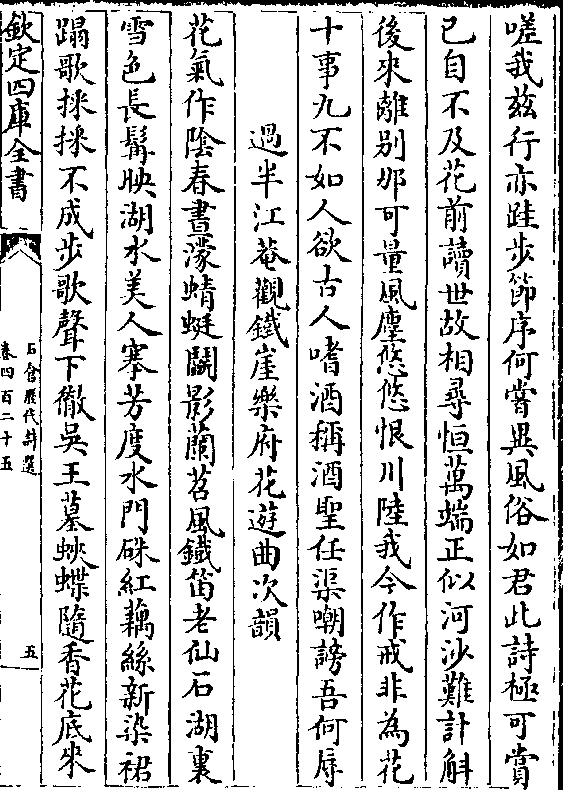 嗟我兹行亦跬步節序何嘗異風俗如君此詩極可賞
已自不及花前讀世故相尋恒萬端正似河沙難計斛
後來離别那可量風塵悠悠恨川陸我今作戒非為花
十事九不如人欲古人嗜酒稱酒聖任渠嘲謗吾何辱
過半江菴觀鐵崖樂府花遊曲次韻
花氣作陰春晝濛蜻蜓鬬影蘭苕風鐵笛老仙石湖裏
雪色長髯映湖水美人搴芳度水門硃紅藕絲新染裙
蹋歌採採不成步歌聲下徹吳王墓蛺蝶隨香花底來
欽定四庫全書
石倉歷代詩選
卷四百二十五
五